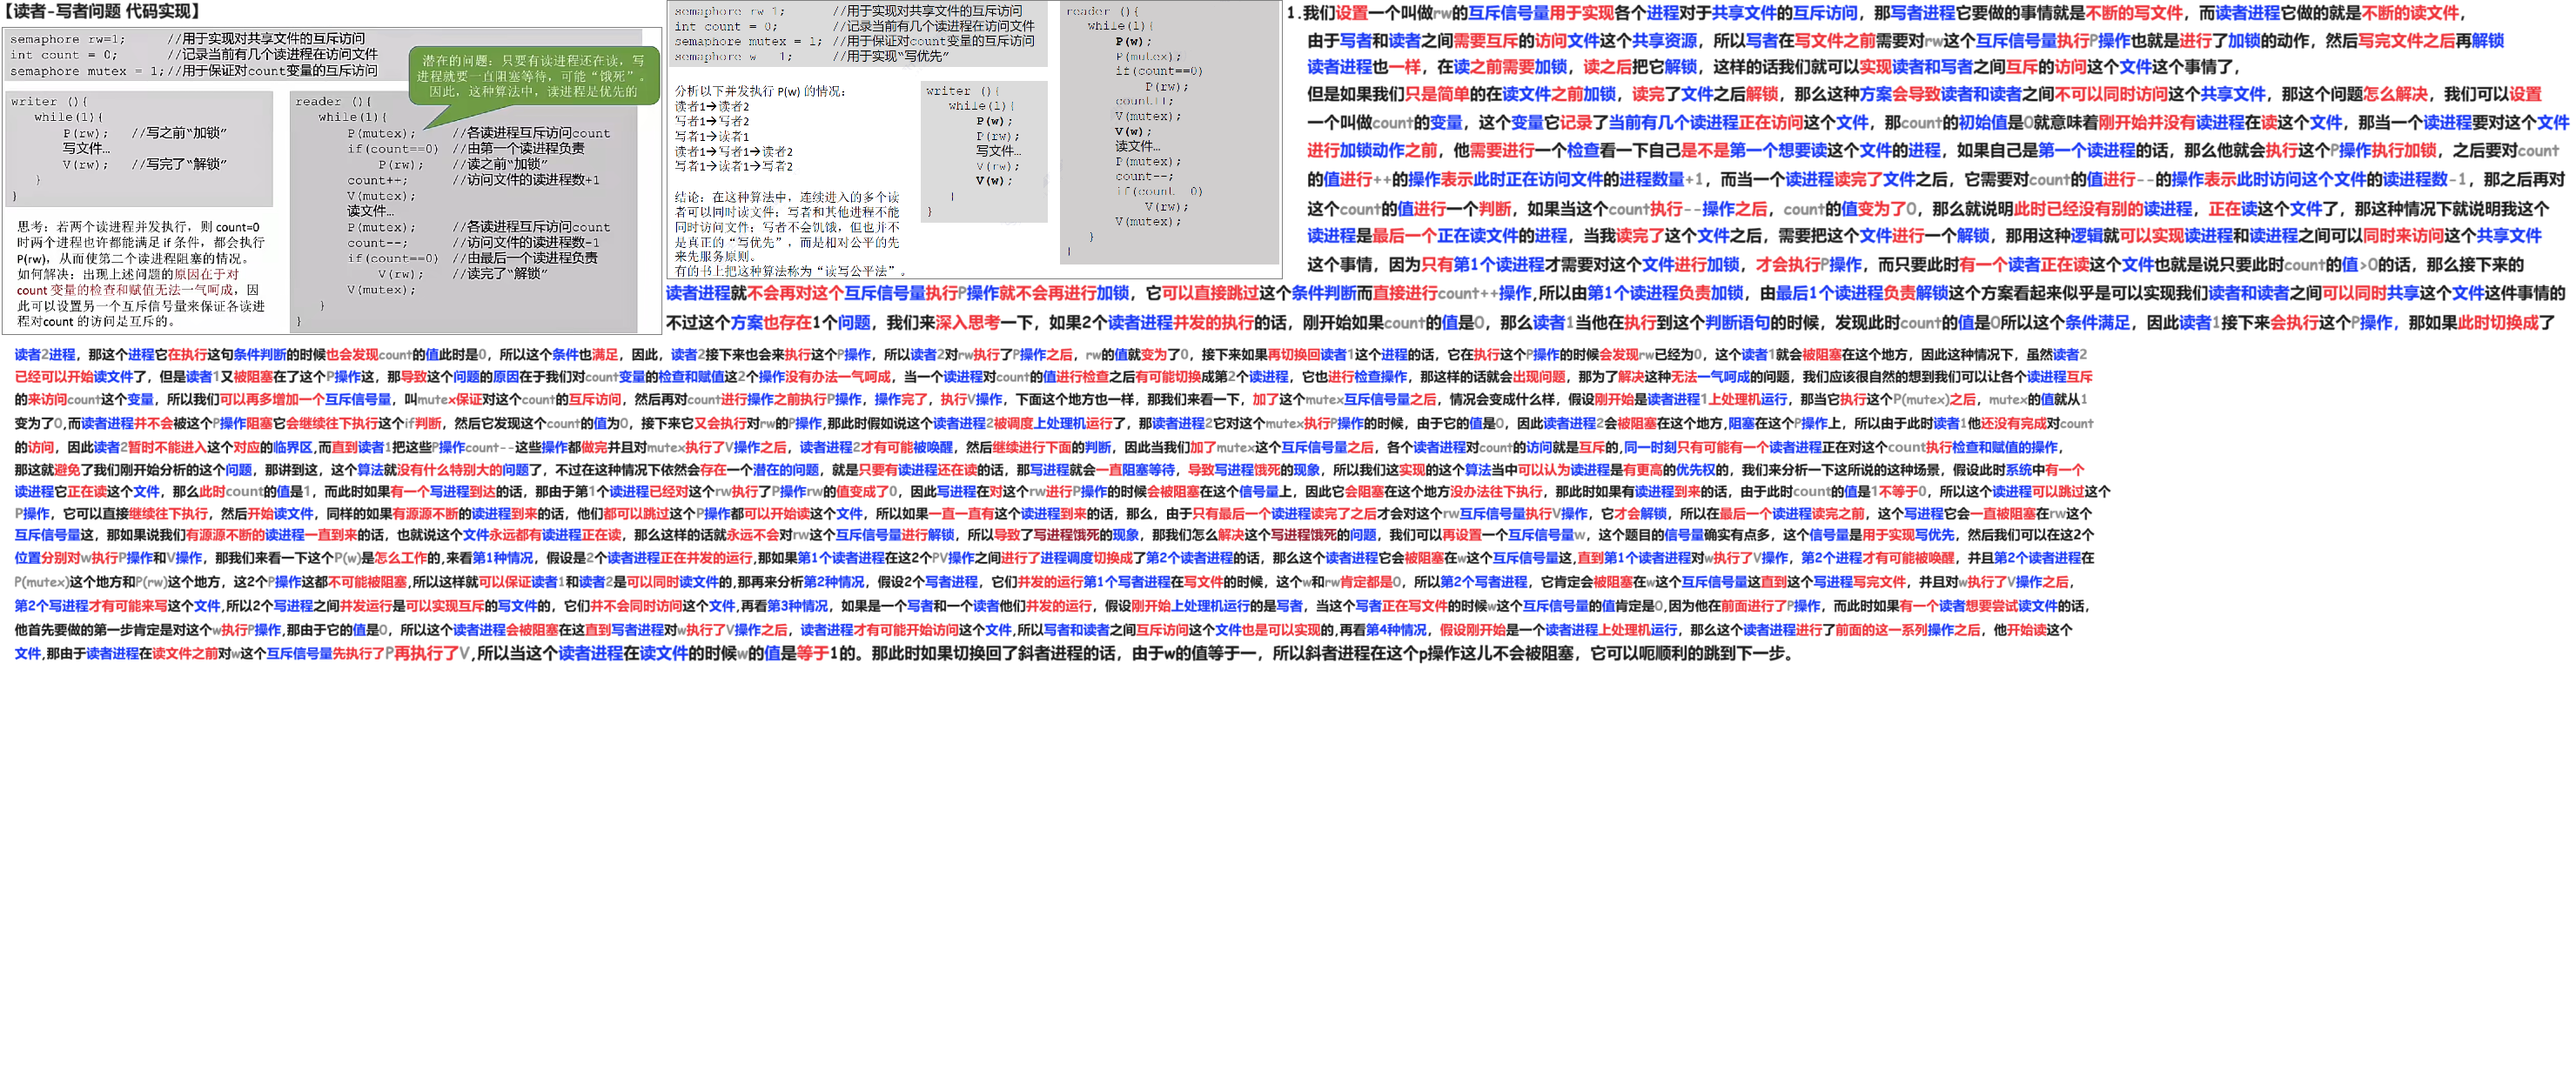 【读者-写者问题 代码实现】
semaphore rw=1;      //用于实现对共享文件的互斥访问
int count = 0;      //记录当前有几个读进程在访问文件
semaphore mutex = 1;//用于保证对count变量的互斥访问
潜在的问题：只要有读进程还在读，写
进程就要一直阻塞等待，可能“饿死”。
因此，这种算法中，读进程是优先的
writer (){
while(1){
P(rw);   //写之前“加锁”
写文件…
V(rw);   //写完了“解锁”
}
}
思考：若两个读进程并发执行，则 count=0
时两个进程也许都能满足 if 条件，都会执行
P(rw)，从而使第二个读进程阻塞的情况。
如何解决：出现上述问题的原因在于对
count 变量的检查和赋值无法一气呵成，因
此可以设置另一个互斥信号量来保证各读进
程对count 的访问是互斥的。
reader (){
while(1){
P(mutex);     //各读进程互斥访问count
if(count==0)  //由第一个读进程负责
P(rw);    //读之前“加锁”
count++;      //访问文件的读进程数+1
V(mutex);
读文件…
P(mutex);     //各读进程互斥访问count
count--;      //访问文件的读进程数−1
if(count==0)  //由最后一个读进程负责
V(rw);    //读完了“解锁”
V(mutex);
}
}
semaphore rw 1;      //用于实现对共享文件的互斥访问
int count = 0;       //记录当前有几个读进程在访问文件
semaphore mutex = 1; //用于保证对count变量的互斥访问
semaphore w  1;     //用于实现“写优先”
分析以下并发执行 P(w) 的情况：
读者1→读者2
写者1→写者2
写者1→读者1
读者1→写者1→读者2
写者1→读者1→写者2
结论：在这种算法中，连续进入的多个读
者可以同时读文件；写者和其他进程不能
同时访问文件；写者不会饥饿，但也并不
是真正的“写优先”，而是相对公平的先
来先服务原则。
有的书上把这种算法称为“读写公平法”。
writer (){
while(1){
P(w);
P(rw);
写文件…
V(rw);
V(w);
}
}
reader (){
while(1){
P(w);
P(mutex);
if(count==0)
P(rw);
count++;
V(mutex);
V(w);
读文件…
P(mutex);
count--;
if(count  0)
V(rw);
V(mutex);
}
}
1.我们设置一个叫做rw的互斥信号量用于实现各个进程对于共享文件的互斥访问，那写者进程它要做的事情就是不断的写文件，而读者进程它做的就是不断的读文件，
由于写者和读者之间需要互斥的访问文件这个共享资源，所以写者在写文件之前需要对rw这个互斥信号量执行P操作也就是进行了加锁的动作，然后写完文件之后再解锁
读者进程也一样，在读之前需要加锁，读之后把它解锁，这样的话我们就可以实现读者和写者之间互斥的访问这个文件这个事情了，
但是如果我们只是简单的在读文件之前加锁，读完了文件之后解锁，那么这种方案会导致读者和读者之间不可以同时访问这个共享文件，那这个问题怎么解决，我们可以设置
一个叫做count的变量，这个变量它记录了当前有几个读进程正在访问这个文件，那count的初始值是0就意味着刚开始并没有读进程在读这个文件，那当一个读进程要对这个文件
进行加锁动作之前，他需要进行一个检查看一下自己是不是第一个想要读这个文件的进程，如果自己是第一个读进程的话，那么他就会执行这个P操作执行加锁，之后要对count
的值进行++的操作表示此时正在访问文件的进程数量+1，而当一个读进程读完了文件之后，它需要对count的值进行--的操作表示此时访问这个文件的读进程数-1，那之后再对
这个count的值进行一个判断，如果当这个count执行--操作之后，count的值变为了0，那么就说明此时已经没有别的读进程，正在读这个文件了，那这种情况下就说明我这个
读进程是最后一个正在读文件的进程，当我读完了这个文件之后，需要把这个文件进行一个解锁，那用这种逻辑就可以实现读进程和读进程之间可以同时来访问这个共享文件
这个事情，因为只有第1个读进程才需要对这个文件进行加锁，才会执行P操作，而只要此时有一个读者正在读这个文件也就是说只要此时count的值>0的话，那么接下来的
读者进程就不会再对这个互斥信号量执行P操作就不会再进行加锁，它可以直接跳过这个条件判断而直接进行count++操作,所以由第1个读进程负责加锁，由最后1个读进程负责解锁这个方案看起来似乎是可以实现我们读者和读者之间可以同时共享这个文件这件事情的
不过这个方案也存在1个问题，我们来深入思考一下，如果2个读者进程并发的执行的话，刚开始如果count的值是0，那么读者1当他在执行到这个判断语句的时候，发现此时count的值是0所以这个条件满足，因此读者1接下来会执行这个P操作，那如果此时切换成了
读者2进程，那这个进程它在执行这句条件判断的时候也会发现count的值此时是0，所以这个条件也满足，因此，读者2接下来也会来执行这个P操作，所以读者2对rw执行了P操作之后，rw的值就变为了0，接下来如果再切换回读者1这个进程的话，它在执行这个P操作的时候会发现rw已经为0，这个读者1就会被阻塞在这个地方，因此这种情况下，虽然读者2
已经可以开始读文件了，但是读者1又被阻塞在了这个P操作这，那导致这个问题的原因在于我们对count变量的检查和赋值这2个操作没有办法一气呵成，当一个读进程对count的值进行检查之后有可能切换成第2个读进程，它也进行检查操作，那这样的话就会出现问题，那为了解决这种无法一气呵成的问题，我们应该很自然的想到我们可以让各个读进程互斥
的来访问count这个变量，所以我们可以再多增加一个互斥信号量，叫mutex保证对这个count的互斥访问，然后再对count进行操作之前执行P操作，操作完了，执行V操作，下面这个地方也一样，那我们来看一下，加了这个mutex互斥信号量之后，情况会变成什么样，假设刚开始是读者进程1上处理机运行，那当它执行这个P(mutex)之后，mutex的值就从1
变为了0,而读者进程并不会被这个P操作阻塞它会继续往下执行这个if判断，然后它发现这个count的值为0，接下来它又会执行对rw的P操作,那此时假如说这个读者进程2被调度上处理机运行了，那读者进程2它对这个mutex执行P操作的时候，由于它的值是0，因此读者进程2会被阻塞在这个地方,阻塞在这个P操作上，所以由于此时读者1他还没有完成对count
的访问，因此读者2暂时不能进入这个对应的临界区,而直到读者1把这些P操作count--这些操作都做完并且对mutex执行了V操作之后，读者进程2才有可能被唤醒，然后继续进行下面的判断，因此当我们加了mutex这个互斥信号量之后，各个读者进程对count的访问就是互斥的,同一时刻只有可能有一个读者进程正在对这个count执行检查和赋值的操作，
那这就避免了我们刚开始分析的这个问题，那讲到这，这个算法就没有什么特别大的问题了，不过在这种情况下依然会存在一个潜在的问题，就是只要有读进程还在读的话，那写进程就会一直阻塞等待，导致写进程饿死的现象，所以我们这实现的这个算法当中可以认为读进程是有更高的优先权的，我们来分析一下这所说的这种场景，假设此时系统中有一个
读进程它正在读这个文件，那么此时count的值是1，而此时如果有一个写进程到达的话，那由于第1个读进程已经对这个rw执行了P操作rw的值变成了0，因此写进程在对这个rw进行P操作的时候会被阻塞在这个信号量上，因此它会阻塞在这个地方没办法往下执行，那此时如果有读进程到来的话，由于此时count的值是1不等于0，所以这个读进程可以跳过这个
P操作，它可以直接继续往下执行，然后开始读文件，同样的如果有源源不断的读进程到来的话，他们都可以跳过这个P操作都可以开始读这个文件，所以如果一直一直有这个读进程到来的话，那么，由于只有最后一个读进程读完了之后才会对这个rw互斥信号量执行V操作，它才会解锁，所以在最后一个读进程读完之前，这个写进程它会一直被阻塞在rw这个
互斥信号量这，那如果说我们有源源不断的读进程一直到来的话，也就说这个文件永远都有读进程正在读，那么这样的话就永远不会对rw这个互斥信号量进行解锁，所以导致了写进程饿死的现象，那我们怎么解决这个写进程饿死的问题，我们可以再设置一个互斥信号量w，这个题目的信号量确实有点多，这个信号量是用于实现写优先，然后我们可以在这2个
位置分别对w执行P操作和V操作，那我们来看一下这个P(w)是怎么工作的,来看第1种情况，假设是2个读者进程正在并发的运行,那如果第1个读者进程在这2个PV操作之间进行了进程调度切换成了第2个读者进程的话，那么这个读者进程它会被阻塞在w这个互斥信号量这,直到第1个读者进程对w执行了V操作，第2个进程才有可能被唤醒，并且第2个读者进程在
P(mutex)这个地方和P(rw)这个地方，这2个P操作这都不可能被阻塞,所以这样就可以保证读者1和读者2是可以同时读文件的,那再来分析第2种情况，假设2个写者进程，它们并发的运行第1个写者进程在写文件的时候，这个w和rw肯定都是0，所以第2个写者进程，它肯定会被阻塞在w这个互斥信号量这直到这个写进程写完文件，并且对w执行了V操作之后，
第2个写进程才有可能来写这个文件,所以2个写进程之间并发运行是可以实现互斥的写文件的，它们并不会同时访问这个文件,再看第3种情况，如果是一个写者和一个读者他们并发的运行，假设刚开始上处理机运行的是写者，当这个写者正在写文件的时候w这个互斥信号量的值肯定是0,因为他在前面进行了P操作，而此时如果有一个读者想要尝试读文件的话，
他首先要做的第一步肯定是对这个w执行P操作,那由于它的值是0，所以这个读者进程会被阻塞在这直到写者进程对w执行了V操作之后，读者进程才有可能开始访问这个文件,所以写者和读者之间互斥访问这个文件也是可以实现的,再看第4种情况，假设刚开始是一个读者进程上处理机运行，那么这个读者进程进行了前面的这一系列操作之后，他开始读这个
文件,那由于读者进程在读文件之前对w这个互斥信号量先执行了P再执行了V,所以当这个读者进程在读文件的时候w的值是等于1的。那此时如果切换回了斜者进程的话，由于w的值等于一，所以斜者进程在这个p操作这儿不会被阻塞，它可以呃顺利的跳到下一步。